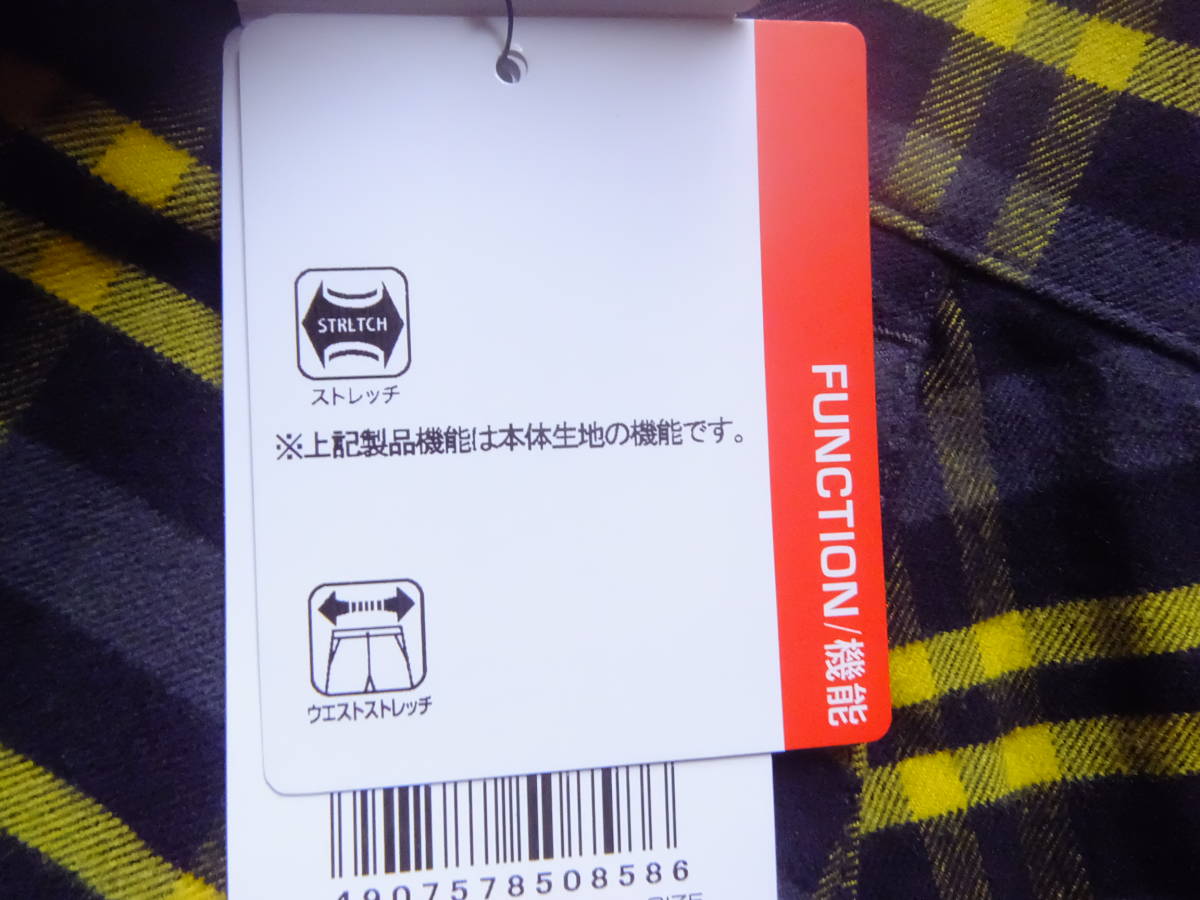 STRLTCH
ストレッチ
※上記製品機能は本体生地の機能です。
ウエストストレッチ
FUNCTION/機能
4907578508586
SIZE